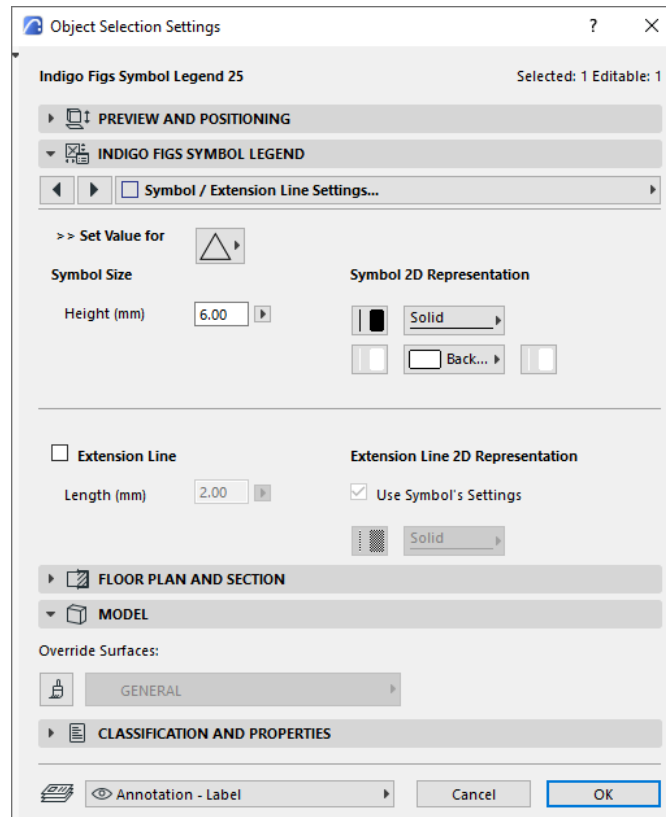 Object Selection Settings
?
Indigo Figs Symbol Legend 25
Selected: 1 Editable: 1
PREVIEW AND POSITIONING
INDIGO FIGS SYMBOL LEGEND
Symbol / Extension Line Settings...
>> Set Value for
Symbol Size
Symbol 2D Representation
Height (mm)
6.00
Solid
Back...
Extension Line
Extension Line 2D Representation
Length (mm)
2.00
Use Symbol's Settings
Solid
FLOOR PLAN AND SECTION
MODEL
Override Surfaces:
GENERAL
CLASSIFICATION AND PROPERTIES
Annotation - Label
Cancel
OK